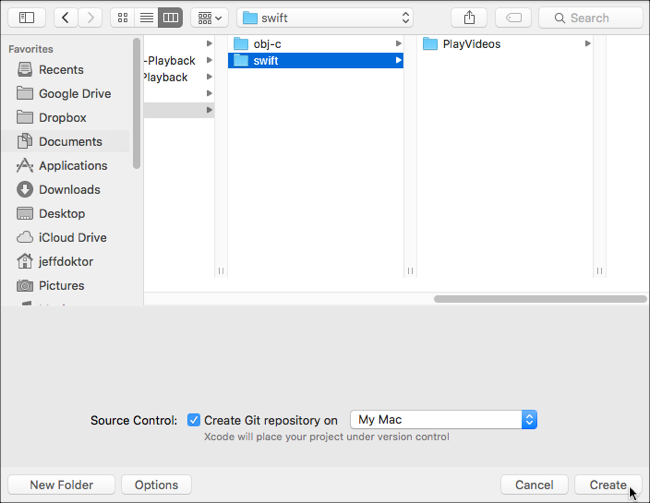 swift
Search
Favorites
Recents
Google Drive
Dropbox
Documents
Applications
Downloads
Desktop
iCloud Drive
jeffdoktor
Pictures
-Playback
Playback
obj-c
swift
PlayVideos
Source Control: Create Git repository on My Mac
Xcode will place your project under version control
New Folder Options Cancel Create